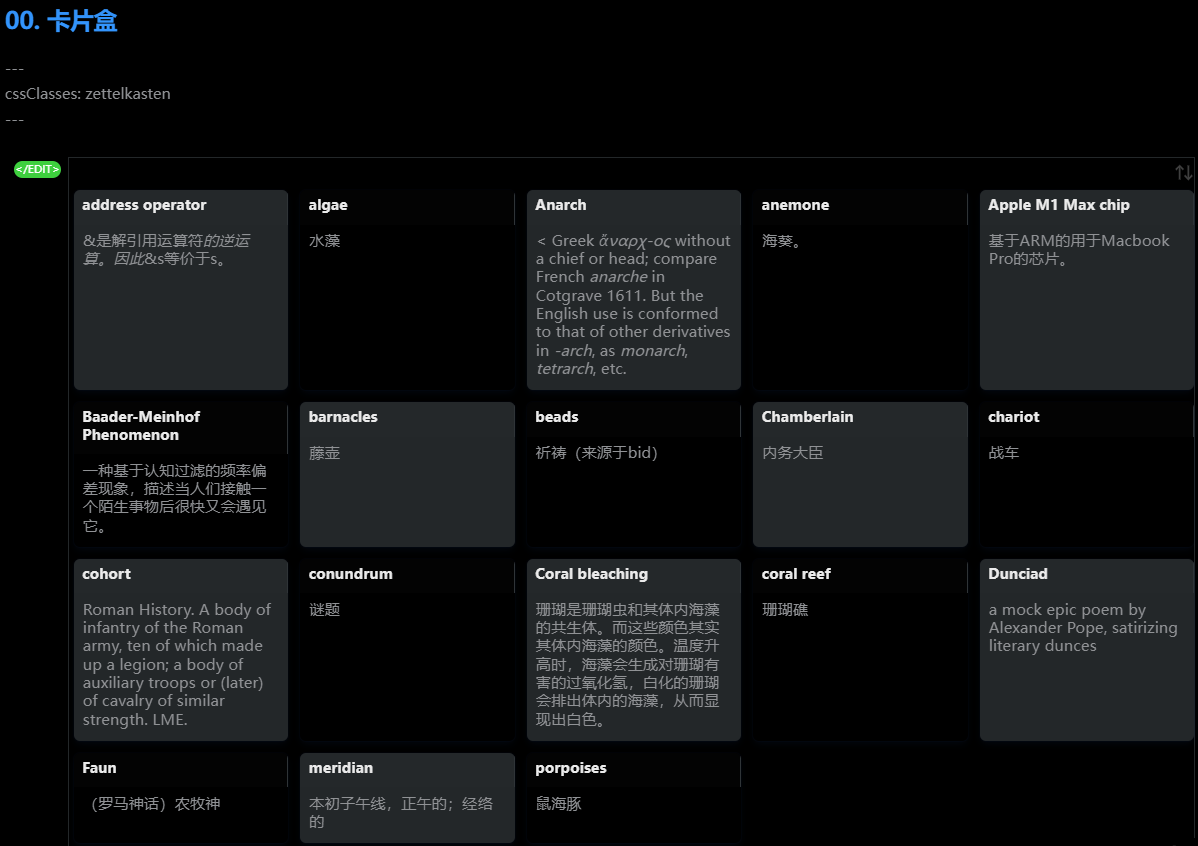 00. 卡片盒
---
cssClasses: zettelkasten
---
</EDIT>
address operator
&是解引用运算符的逆运
算。因此&s等价于s。
algae
水藻
Anarch
< Greek ἄναρχ-ος without
a chief or head; compare
French anarche in
Cotgrave 1611. But the
English use is conformed
to that of other derivatives
in -arch, as monarch,
tetrarch, etc.
anemone
海葵。
Apple M1 Max chip
基于ARM的用于Macbook
Pro的芯片。
Baader-Meinhof
Phenomenon
一种基于认知过滤的频率偏
差现象，描述当人们接触一
个陌生事物后很快又会遇见
它。
barnacles
藤壶
beads
祈祷（来源于bid）
Chamberlain
内务大臣
chariot
战车
cohort
Roman History. A body of
infantry of the Roman
army, ten of which made
up a legion; a body of
auxiliary troops or (later)
of cavalry of similar
strength. LME.
conundrum
谜题
Coral bleaching
珊瑚是珊瑚虫和其体内海藻
的共生体。而这些颜色其实
其体内海藻的颜色。温度升
高时，海藻会生成对珊瑚有
害的过氧化氢，白化的珊瑚
会排出体内的海藻，从而显
现出白色。
coral reef
珊瑚礁
Dunciad
a mock epic poem by
Alexander Pope, satirizing
literary dunces
Faun
（罗马神话）农牧神
meridian
本初子午线，正午的；经络
的
porpoises
鼠海豚